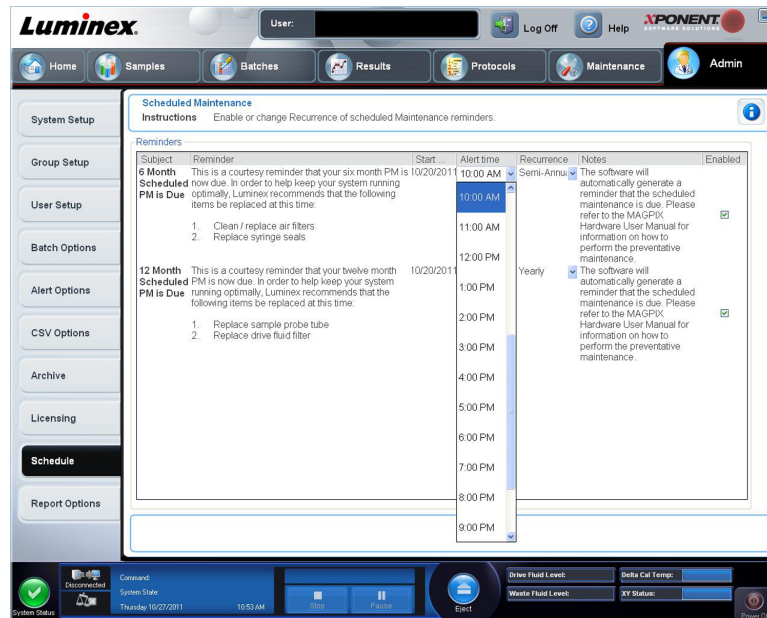 Luminex.
User:
Log Off
Help
XPONENT.
SOFTWARE SOLUTIONS
Home
Samples
Batches
Results
Protocols
Maintenance
Admin
System Setup
Group Setup
User Setup
Batch Options
Alert Options
CSV Options
Archive
Licensing
Schedule
Report Options
Scheduled Maintenance
Instructions Enable or change Recurrence of scheduled Maintenance reminders.
Reminders
Subject Reminder Start ... Alert time Recurrence Notes Enabled
6 Month
Scheduled
PM is Due
This is a courtesy reminder that your six month PM is
now due. In order to help keep your system running
optimally, Luminex recommends that the following
items be replaced at this time:
1. Clean / replace air filters
2. Replace syringe seals
10/20/2011
10:00 AM
Semi-Annu
The software will
automatically generate a
reminder that the scheduled
maintenance is due. Please
refer to the MAGPIX
Hardware User Manual for
information on how to
perform the preventative
maintenance.
12 Month
Scheduled
PM is Due
This is a courtesy reminder that your twelve month
PM is now due. In order to help keep your system
running optimally, Luminex recommends that the
following items be replaced at this time:
1. Replace sample probe tube
2. Replace drive fluid filter
10/20/2011
Yearly
The software will
automatically generate a
reminder that the scheduled
maintenance is due. Please
refer to the MAGPIX
Hardware User Manual for
information on how to
perform the preventative
maintenance.
10:00 AM
11:00 AM
12:00 PM
1:00 PM
2:00 PM
3:00 PM
4:00 PM
5:00 PM
6:00 PM
7:00 PM
8:00 PM
9:00 PM
System Status
Disconnected
Command:
System State:
Thursday 10/27/2011 10:53 AM
Stop
Pause
Eject
Drive Fluid Level:
Waste Fluid Level:
Delta Cal Temp:
XY Status:
Power Of